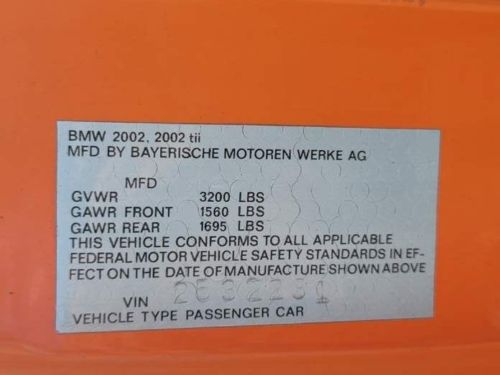 BMW 2002, 2002 tii
MFD BY BAYERISCHE MOTOREN WERKE AG
MFD
GVWR 3200 LBS
GAWR FRONT 1560 LBS
GAWR REAR 1695 LBS
THIS VEHICLE CONFORMS TO ALL APPLICABLE
FEDERAL MOTOR VEHICLE SAFETY STANDARDS IN EF-
FECT ON THE DATE OF MANUFACTURE SHOWN ABOVE
VIN
VEHICLE TYPE PASSENGER CAR